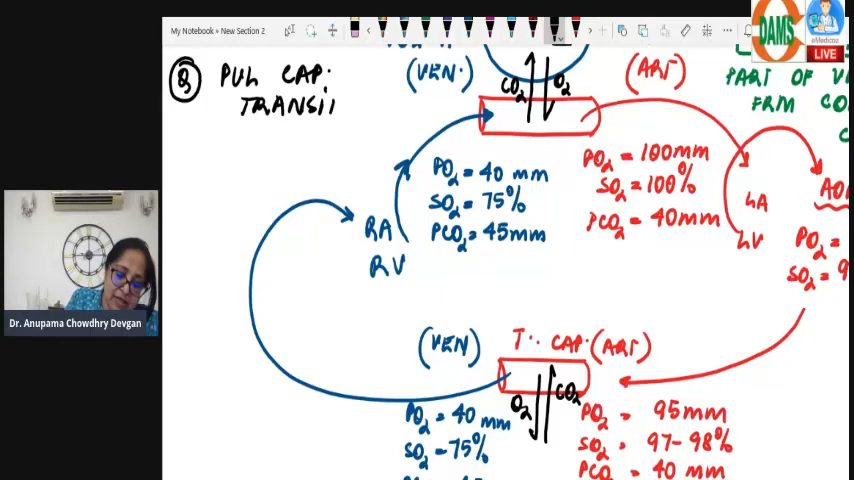 My Notebook » New Section 2
DAMS
eMedicoz
LIVE
Q PUL CAP.
TRANSIT
(VEN.)
CO2
O2
(ART)
PART OF
FRM
PO2 = 40 mm
SO2 = 75%
PCO2 = 45mm
PO2 = 100mm
SO2 = 100%
PCO2 = 40mm
RA
RV
LA
LV
PO2 =
SO2 = 9
Dr. Anupama Chowdhry Devgan
(VEN)
T.. CAP. (ART)
O2
CO2
PO2 = 40 mm
SO2 = 75%
PO2 = 95mm
SO2 = 97-98%
PCO2 = 40 mm